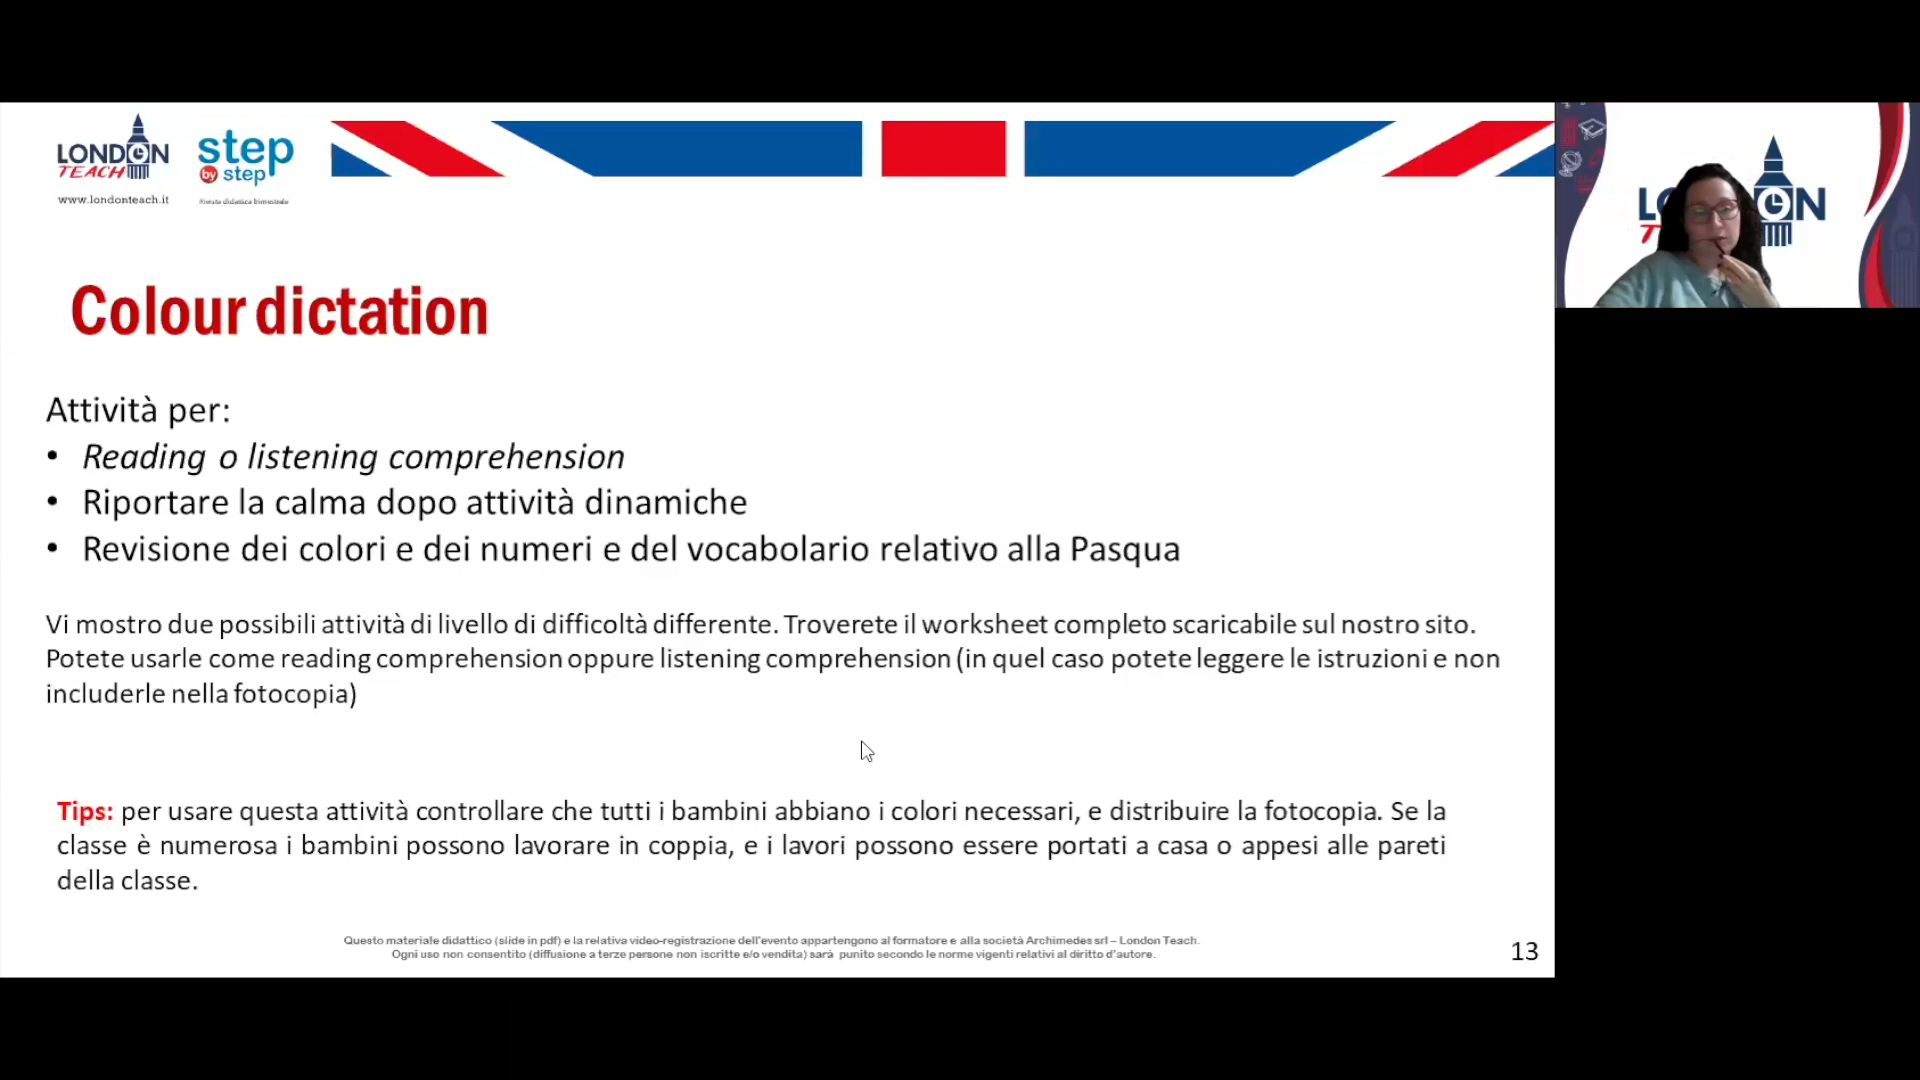 LONDON
TEACH
www.londonteach.it
step
by step
Rivista didattica bimestrale
Colour dictation
Attività per:
• Reading o listening comprehension
• Riportare la calma dopo attività dinamiche
• Revisione dei colori e dei numeri e del vocabolario relativo alla Pasqua
Vi mostro due possibili attività di livello di difficoltà differente. Troverete il worksheet completo scaricabile sul nostro sito.
Potete usarle come reading comprehension oppure listening comprehension (in quel caso potete leggere le istruzioni e non
includerle nella fotocopia)
Tips: per usare questa attività controllare che tutti i bambini abbiano i colori necessari, e distribuire la fotocopia. Se la
classe è numerosa i bambini possono lavorare in coppia, e i lavori possono essere portati a casa o appesi alle pareti
della classe.
Questo materiale didattico (slide in pdf) e la relativa video-registrazione dell'evento appartengono al formatore e alla società Archimedes srl – London Teach.
Ogni uso non consentito (diffusione a terze persone non iscritte e/o vendita) sarà punito secondo le norme vigenti relativi al diritto d'autore.
13